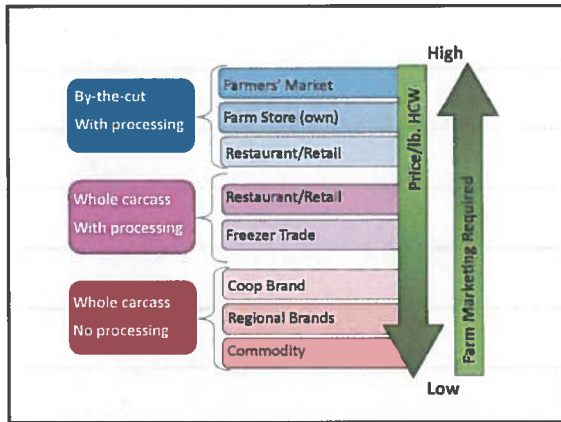 High
By-the-cut
With processing
Farmers' Market
Farm Store (own)
Restaurant/Retail
Whole carcass
With processing
Restaurant/Retail
Freezer Trade
Whole carcass
No processing
Coop Brand
Regional Brands
Commodity
Price/lb. HCW
Farm Marketing Required
Low